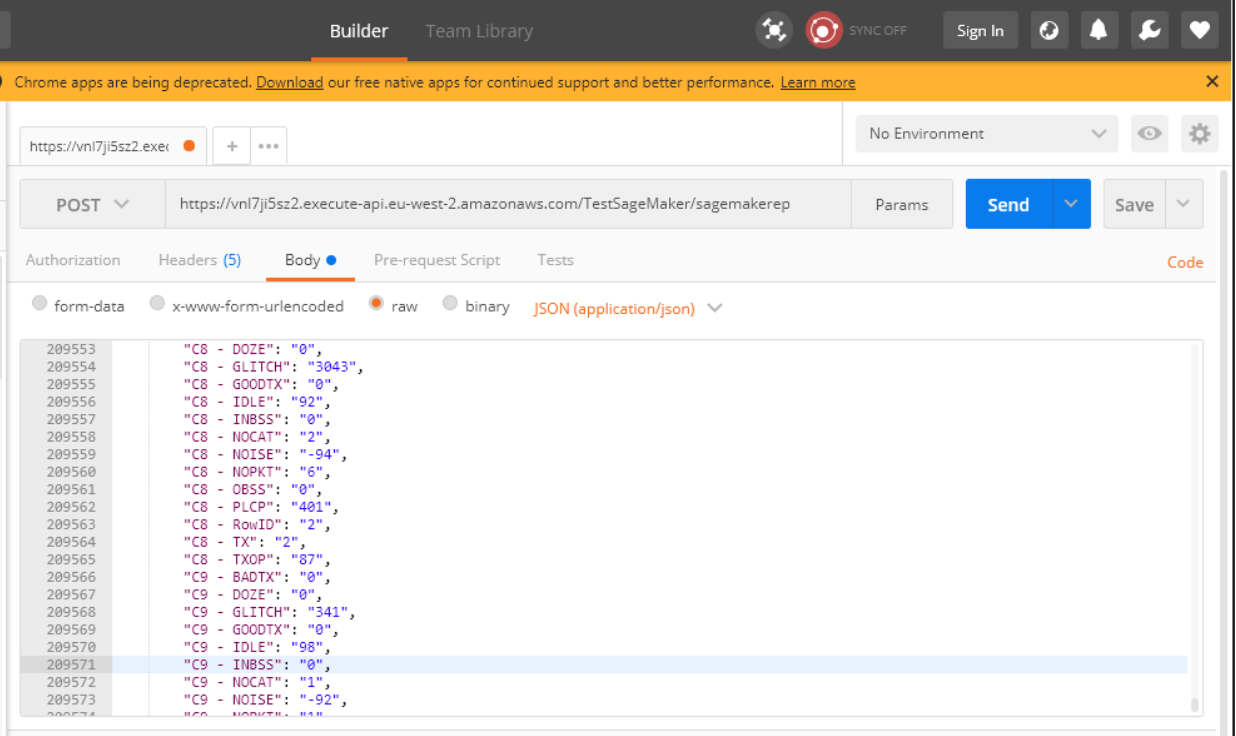 Builder Team Library SYNC OFF Sign In
Chrome apps are being deprecated. Download our free native apps for continued support and better performance. Learn more
https://vnl7ji5sz2.exec + ••• No Environment
POST https://vnl7ji5sz2.execute-api.eu-west-2.amazonaws.com/TestSageMaker/sagemakerep Params Send Save
Authorization Headers (5) Body Pre-request Script Tests Code
form-data x-www-form-urlencoded raw binary JSON (application/json)
209553 "C8 - DOZE": "0",
209554 "C8 - GLITCH": "3043",
209555 "C8 - GOODTX": "0",
209556 "C8 - IDLE": "92",
209557 "C8 - INBSS": "0",
209558 "C8 - NOCAT": "2",
209559 "C8 - NOISE": "-94",
209560 "C8 - NOPKT": "6",
209561 "C8 - OBSS": "0",
209562 "C8 - PLCP": "401",
209563 "C8 - RowID": "2",
209564 "C8 - TX": "2",
209565 "C8 - TXOP": "87",
209566 "C9 - BADTX": "0",
209567 "C9 - DOZE": "0",
209568 "C9 - GLITCH": "341",
209569 "C9 - GOODTX": "0",
209570 "C9 - IDLE": "98",
209571 "C9 - INBSS": "0",
209572 "C9 - NOCAT": "1",
209573 "C9 - NOISE": "-92",
209574 "C9 - NOPKT": "1"